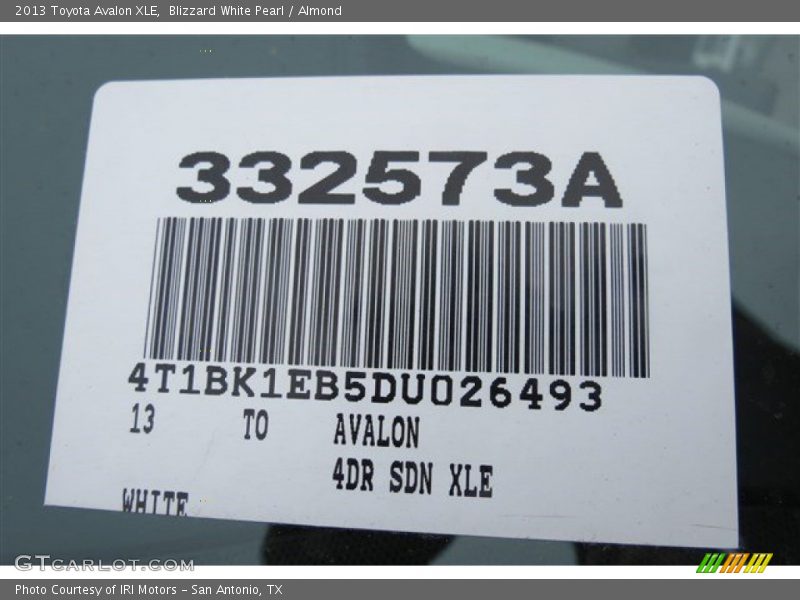 2013 Toyota Avalon XLE,  Blizzard White Pearl / Almond
332573A
4T1BK1EB5DU026493
13 TO AVALON
4DR SDN XLE
WHITE
GTCARLOT.COM
Photo Courtesy of IRI Motors – San Antonio, TX